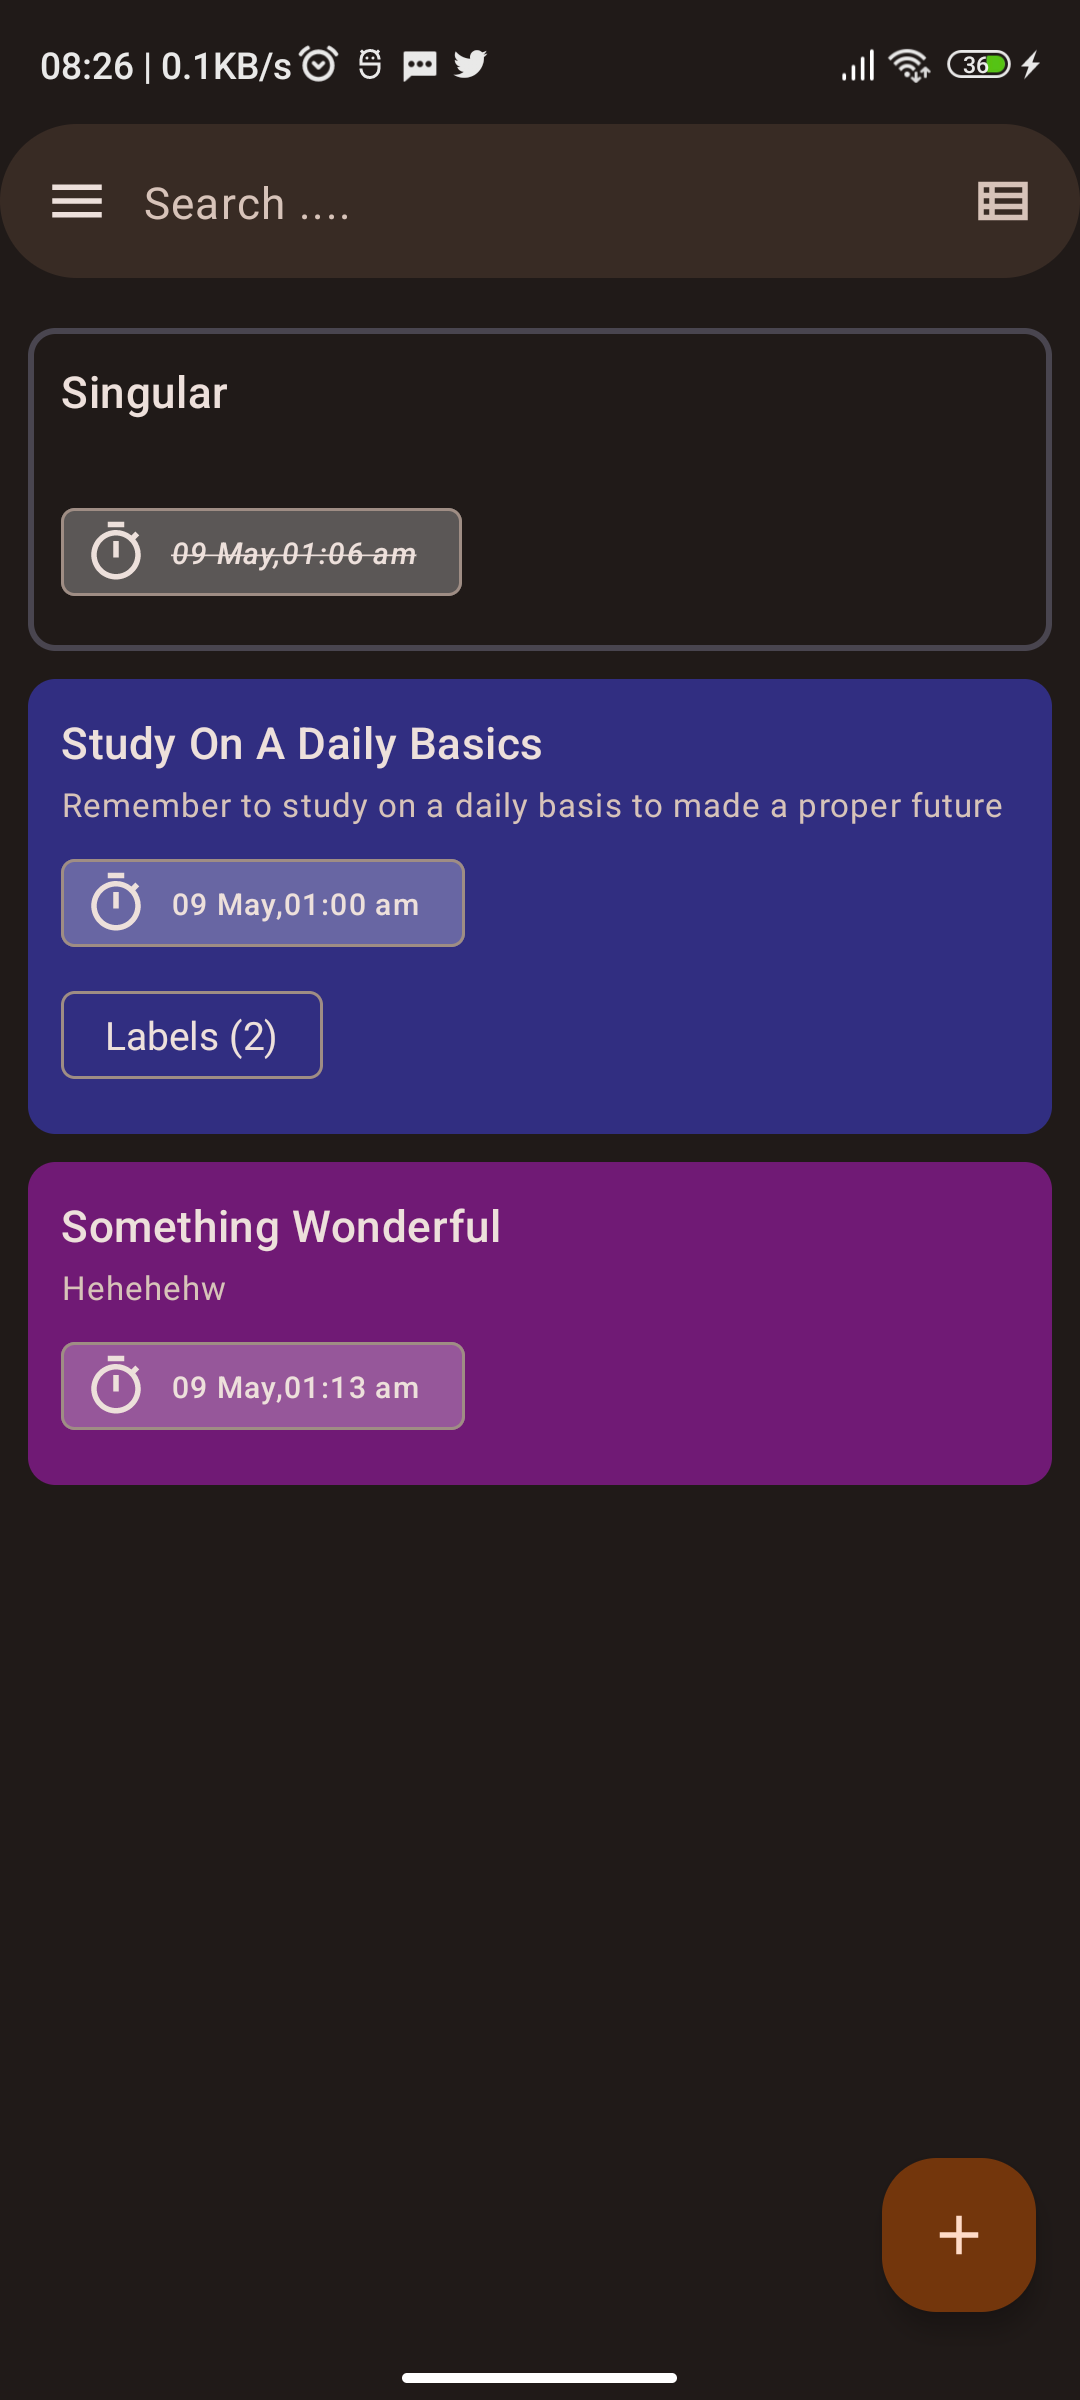 08:26 | 0.1KB/s
36
Search ....
Singular
09 May,01:06 am
Study On A Daily Basics
Remember to study on a daily basis to made a proper future
09 May,01:00 am
Labels (2)
Something Wonderful
Hehehehw
09 May,01:13 am